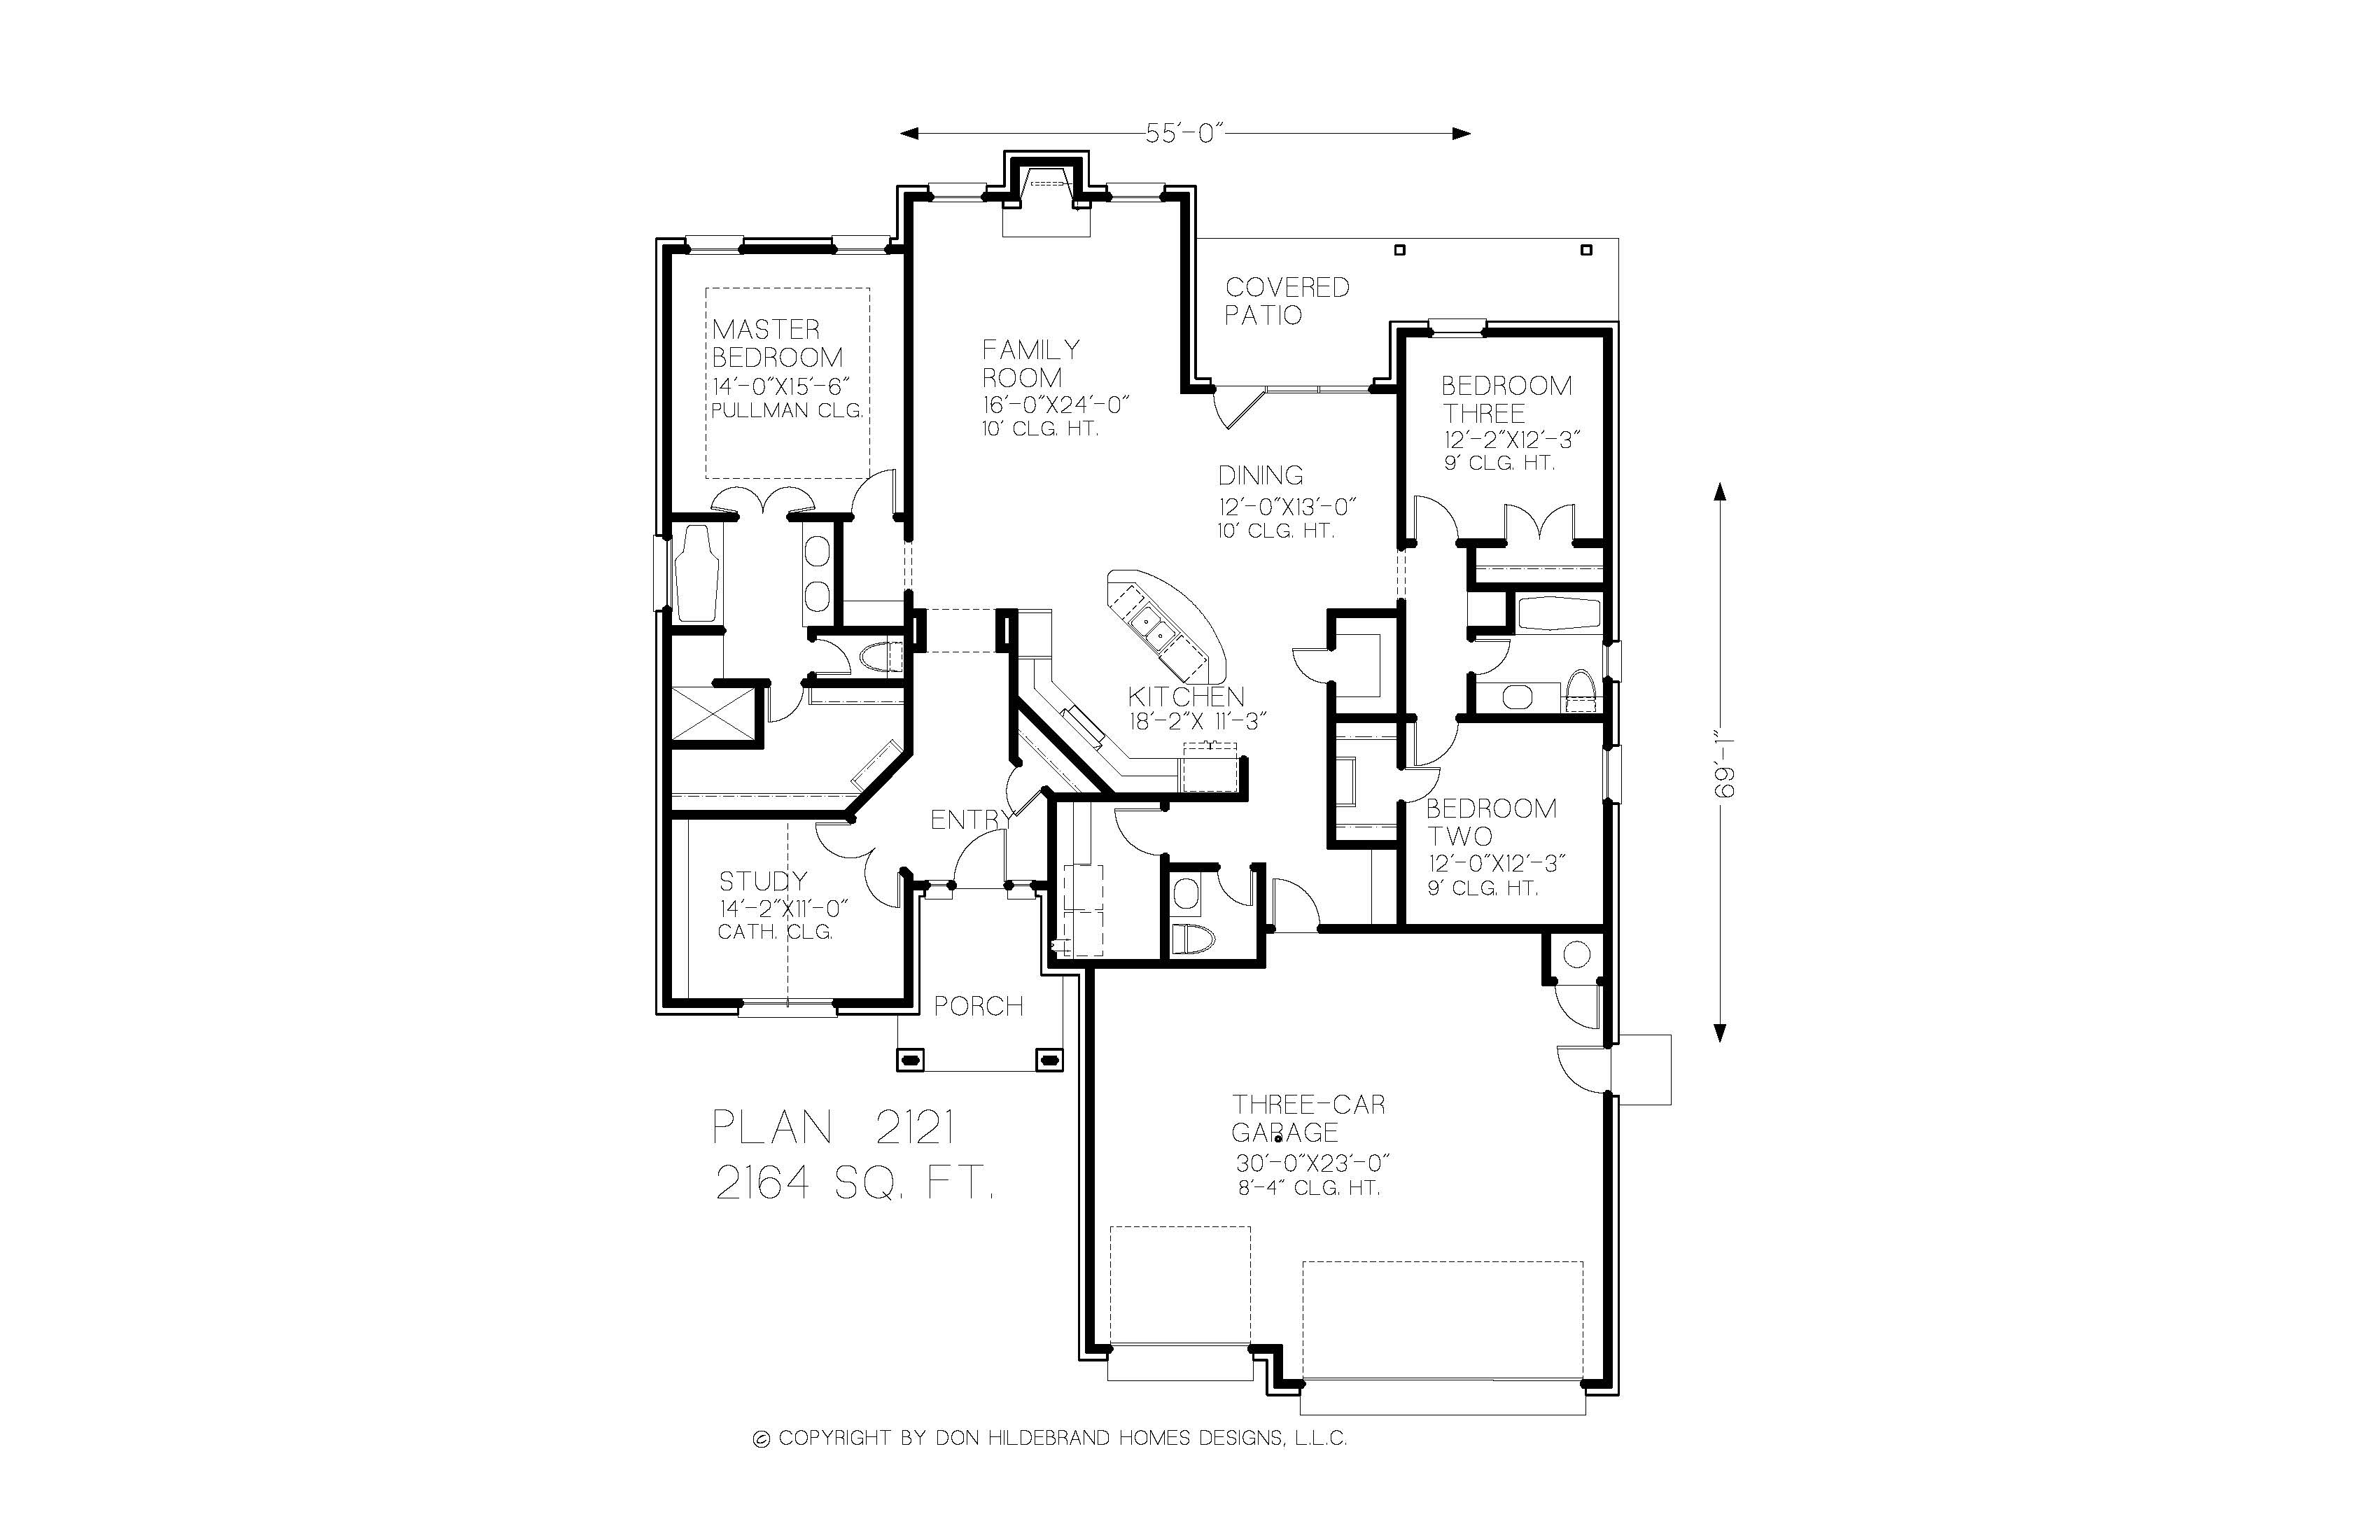 55'-0"
COVERED
PATIO
MASTER
BEDROOM
14'-0"X15'-6"
PULLMAN CLG.
FAMILY
ROOM
16'-0"X24'-0"
10' CLG. HT.
BEDROOM
THREE
12'-2"X12'-3"
9' CLG. HT.
DINING
12'-0"X13'-0"
10' CLG. HT.
KITCHEN
18'-2"X 11'-3"
69'-1"
ENTRY
BEDROOM
TWO
12'-0"X12'-3"
9' CLG. HT.
STUDY
14'-2"X11'-0"
CATH. CLG.
PORCH
THREE-CAR
GARAGE
30'-0"X23'-0"
8'-4" CLG. HT.
PLAN 2121
2164 SQ. FT.
© COPYRIGHT BY DON HILDEBRAND HOMES DESIGNS, L.L.C.